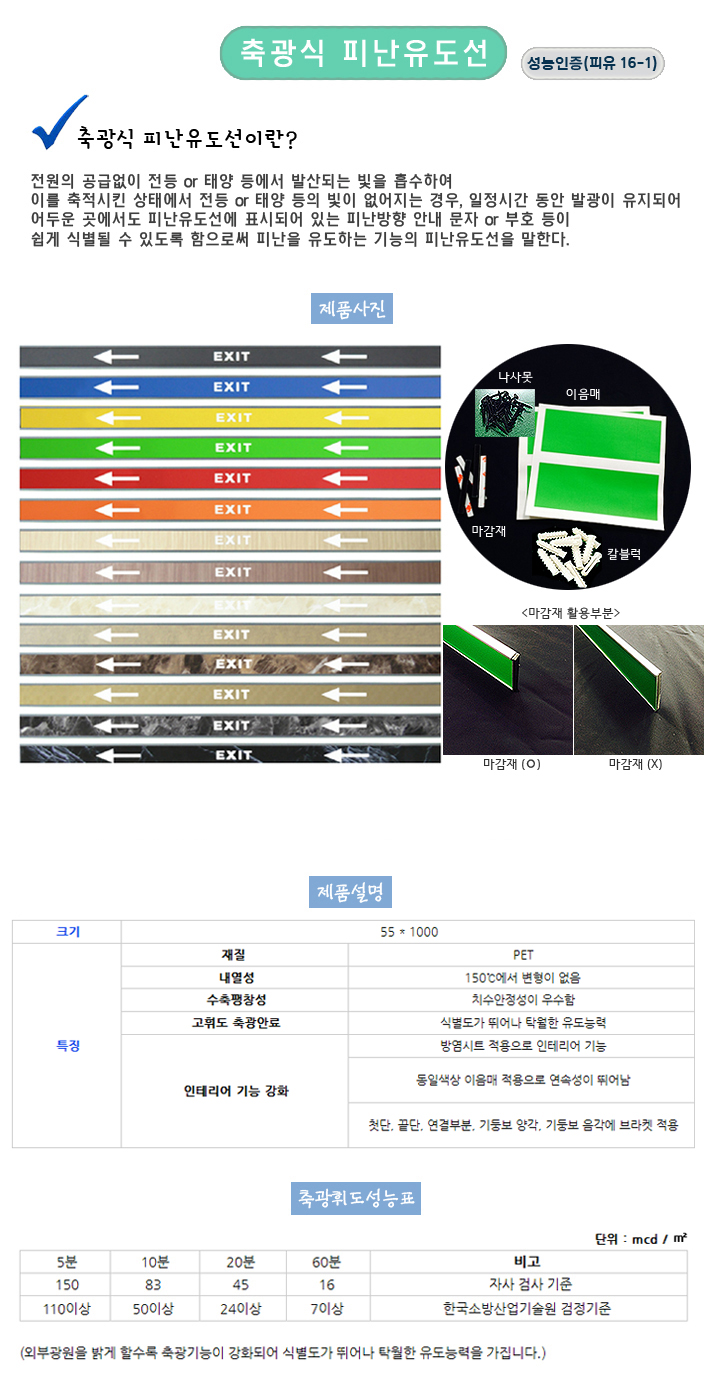 축광식 피난유도선
성능인증(피유 16-1)
축광식 피난유도선이란?
전원의 공급없이 전등 or 태양 등에서 발산되는 빛을 흡수하여
이를 축적시킨 상태에서 전등 or 태양 등의 빛이 없어지는 경우, 일정시간 동안 발광이 유지되어
어두운 곳에서도 피난유도선에 표시되어 있는 피난방향 안내 문자 or 부호 등이
쉽게 식별될 수 있도록 함으로써 피난을 유도하는 기능의 피난유도선을 말한다.
제품사진
EXIT
EXIT
EXIT
EXIT
EXIT
EXIT
EXIT
EXIT
EXIT
EXIT
EXIT
EXIT
EXIT
EXIT
나사못
이음매
마감재
칼블럭
<마감재 활용부분>
마감재 (O)
마감재 (X)
제품설명
크기 55 * 1000
특징
재질 PET
내열성 150℃에서 변형이 없음
수축팽창성 치수안정성이 우수함
고휘도 축광안료 식별도가 뛰어나 탁월한 유도능력
인테리어 기능 강화
방염시트 적용으로 인테리어 기능
동일색상 이음매 적용으로 연속성이 뛰어남
첫단, 끝단, 연결부분, 기둥보 양각, 기둥보 음각에 브라켓 적용
축광휘도성능표
단위 : mcd / ㎡
5분 10분 20분 60분 비고
150 83 45 16 자사 검사 기준
110이상 50이상 24이상 7이상 한국소방산업기술원 검정기준
(외부광원을 밝게 할수록 축광기능이 강화되어 식별도가 뛰어나 탁월한 유도능력을 가집니다.)